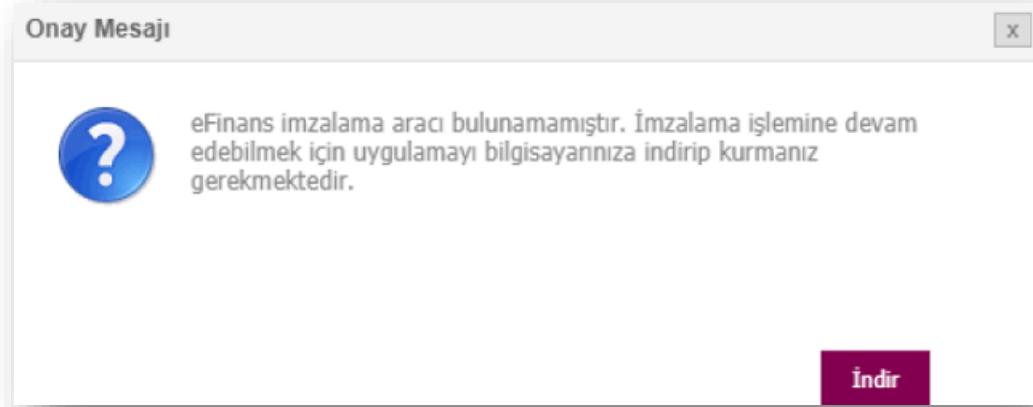 Onay Mesajı
x
eFinans imzalama aracı bulunamamıştır. İmzalama işlemine devam
edebilmek için uygulamayı bilgisayarınıza indirip kurmanız
gerekmektedir.
İndir